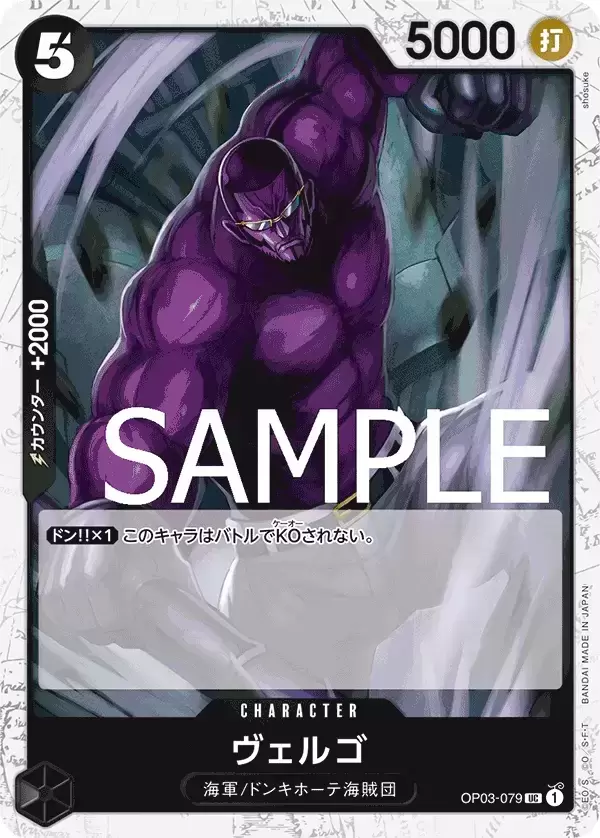 5
5000
打
shosuke
カウンター +2000
SAMPLE
ケーオー
ドン!!×1 このキャラはバトルでKOされない。
CHARACTER
ヴェルゴ
海軍/ドンキホーテ海賊団
OP03-079 UC 1
BANDAI MADE IN JAPAN